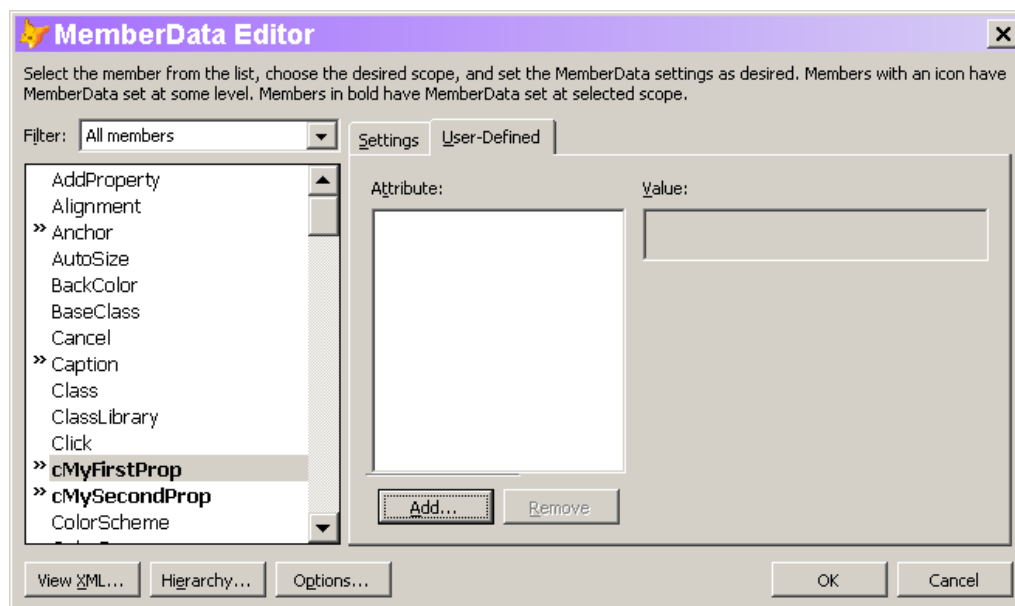 MemberData Editor
Select the member from the list, choose the desired scope, and set the MemberData settings as desired. Members with an icon have
MemberData set at some level. Members in bold have MemberData set at selected scope.
Filter: All members
Settings User-Defined
AddProperty
Alignment
» Anchor
AutoSize
BackColor
BaseClass
Cancel
» Caption
Class
ClassLibrary
Click
» cMyFirstProp
» cMySecondProp
ColorScheme
Attribute: Value:
Add... Remove
View XML... Hierarchy... Options... OK Cancel